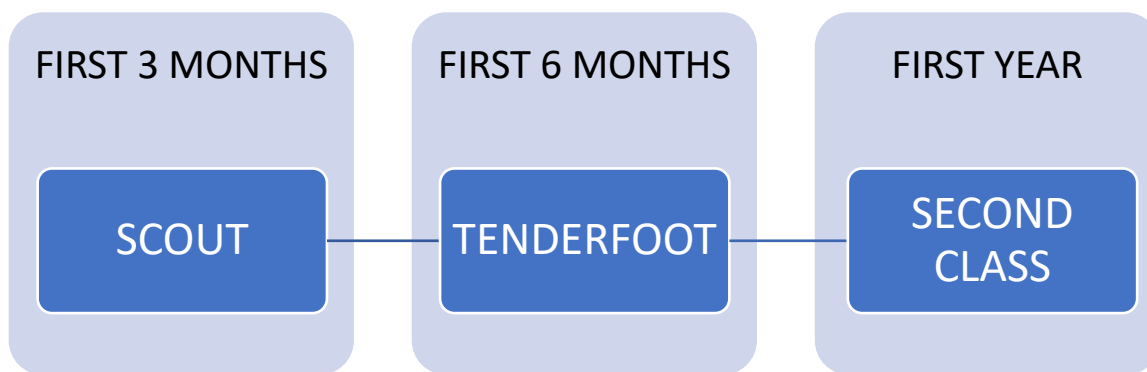 FIRST 3 MONTHS
SCOUT
FIRST 6 MONTHS
TENDERFOOT
FIRST YEAR
SECOND
CLASS